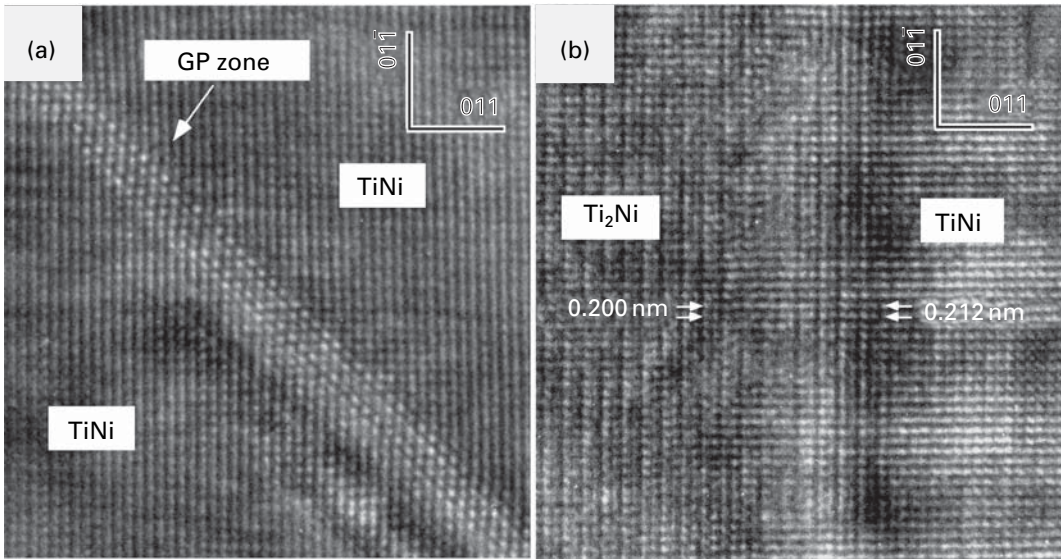 (a)
GP zone
011̄
011
TiNi
TiNi
(b)
011̄
011
Ti₂Ni
TiNi
0.200 nm
0.212 nm